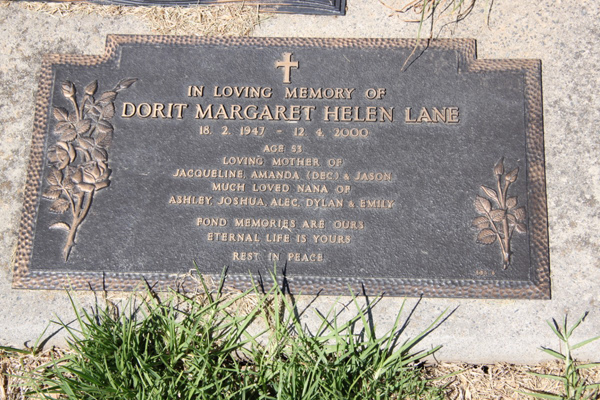 IN LOVING MEMORY OF
DORIT MARGARET HELEN LANE
18. 2. 1947 - 12. 4. 2000
AGE 53
LOVING MOTHER OF
JACQUELINE, AMANDA (DEC) & JASON
MUCH LOVED NANA OF
ASHLEY, JOSHUA, ALEC, DYLAN & EMILY
FOND MEMORIES ARE OURS
ETERNAL LIFE IS YOURS
REST IN PEACE